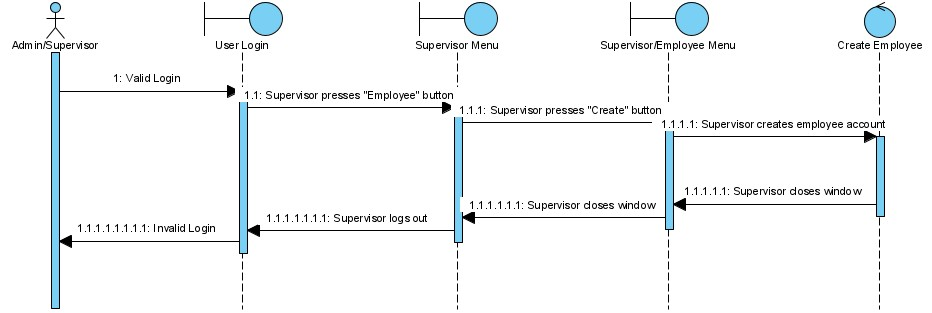 Admin/Supervisor
User Login
Supervisor Menu
Supervisor/Employee Menu
Create Employee
1: Valid Login
1.1: Supervisor presses "Employee" button
1.1.1: Supervisor presses "Create" button
1.1.1.1: Supervisor creates employee account
1.1.1.1.1: Supervisor closes window
1.1.1.1.1.1: Supervisor closes window
1.1.1.1.1.1.1: Supervisor logs out
1.1.1.1.1.1.1.1: Invalid Login